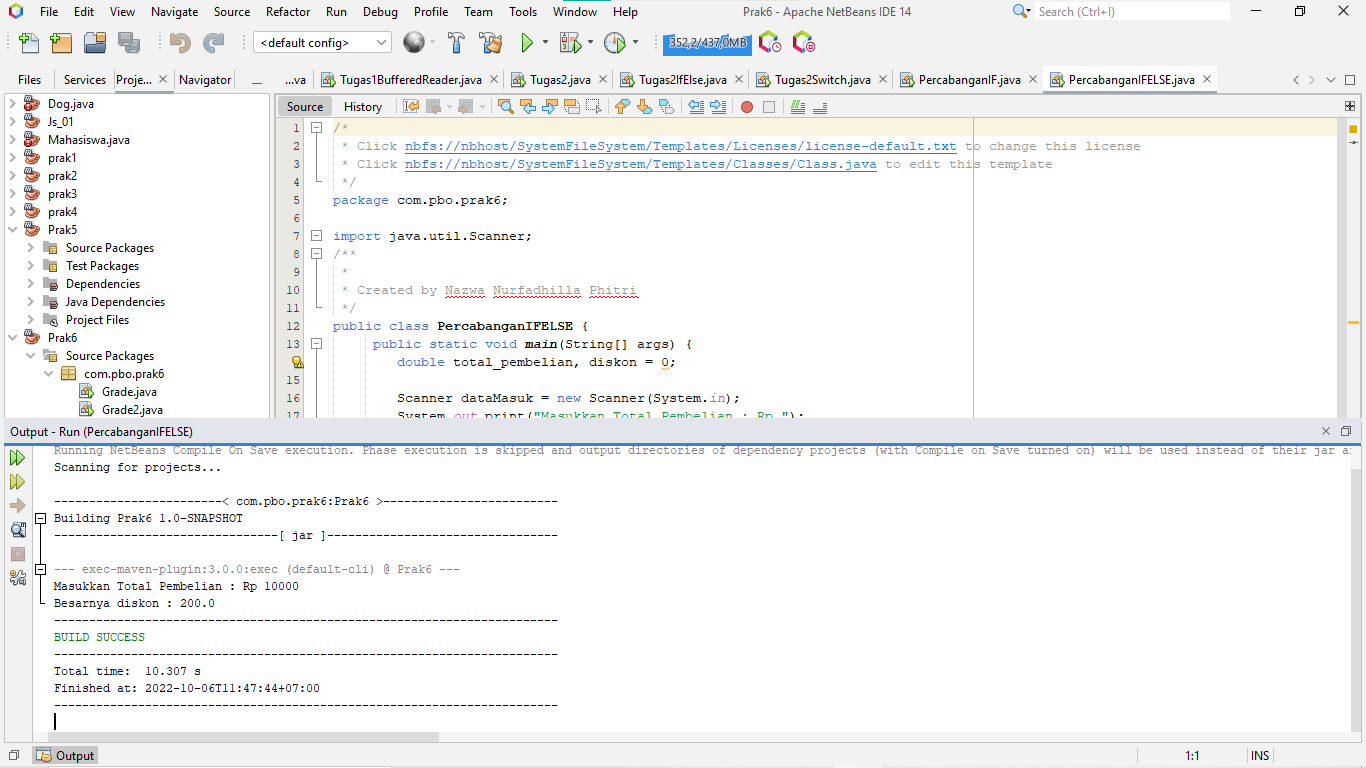 File Edit View Navigate Source Refactor Run Debug Profile Team Tools Window Help Prak6 - Apache NetBeans IDE 14 Search (Ctrl+I)
<default config> 352,2/437,0MB
Files Services Proje... Navigator ...va Tugas1BufferedReader.java Tugas2.java Tugas2IfElse.java Tugas2Switch.java PercabanganIF.java PercabanganIFELSE.java
Dog.java
Js_01
Mahasiswa.java
prak1
prak2
prak3
prak4
Prak5
Source Packages
Test Packages
Dependencies
Java Dependencies
Project Files
Prak6
Source Packages
com.pbo.prak6
Grade.java
Grade2.java
Source History
1 /*
2 * Click nbfs://nbhost/SystemFileSystem/Templates/Licenses/license-default.txt to change this license
3 * Click nbfs://nbhost/SystemFileSystem/Templates/Classes/Class.java to edit this template
4 */
5 package com.pbo.prak6;
6
7 import java.util.Scanner;
8 /**
9 *
10 * Created by Nazwa Nurfadhilla Phitri
11 */
12 public class PercabanganIFELSE {
13 public static void main(String[] args) {
double total_pembelian, diskon = 0;
15
16 Scanner dataMasuk = new Scanner(System.in);
17 System.out.print("Masukkan Total Pembelian : Rp ");
Output - Run (PercabanganIFELSE)
Running NetBeans Compile On Save execution. Phase execution is skipped and output directories of dependency projects (with Compile on Save turned on) will be used instead of their jar
Scanning for projects...
------------------------< com.pbo.prak6:Prak6 >-------------------------
Building Prak6 1.0-SNAPSHOT
--------------------------------[ jar ]---------------------------------
--- exec-maven-plugin:3.0.0:exec (default-cli) @ Prak6 ---
Masukkan Total Pembelian : Rp 10000
Besarnya diskon : 200.0
------------------------------------------------------------------------
BUILD SUCCESS
------------------------------------------------------------------------
Total time:  10.307 s
Finished at: 2022-10-06T11:47:44+07:00
------------------------------------------------------------------------
Output 1:1 INS